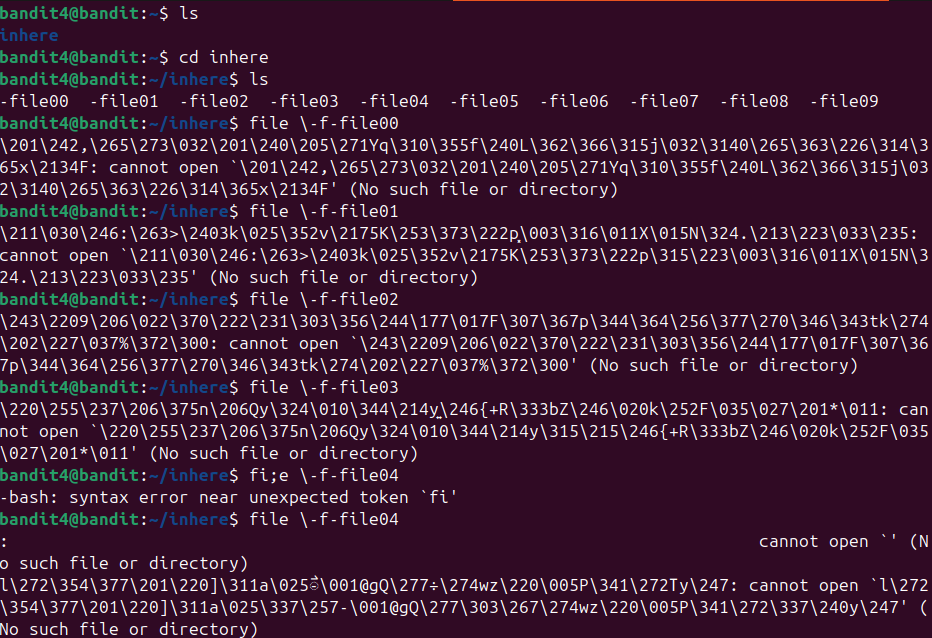 bandit4@bandit:~$ ls
inhere
bandit4@bandit:~$ cd inhere
bandit4@bandit:~/inhere$ ls
-file00  -file01  -file02  -file03  -file04  -file05  -file06  -file07  -file08  -file09
bandit4@bandit:~/inhere$ file \-f-file00
\201\242,\265\273\032\201\240\205\271Yq\310\355f\240L\362\366\315j\032\3140\265\363\226\314\3
65x\2134F: cannot open `\201\242,\265\273\032\201\240\205\271Yq\310\355f\240L\362\366\315j\03
2\3140\265\363\226\314\365x\2134F' (No such file or directory)
bandit4@bandit:~/inhere$ file \-f-file01
\211\030\246:\263>\2403k\025\352v\2175K\253\373\222p\003\316\011X\015N\324.\213\223\033\235:
cannot open `\211\030\246:\263>\2403k\025\352v\2175K\253\373\222p\315\223\003\316\011X\015N\3
24.\213\223\033\235' (No such file or directory)
bandit4@bandit:~/inhere$ file \-f-file02
\243\2209\206\022\370\222\231\303\356\244\177\017F\307\367p\344\364\256\377\270\346\343tk\274
\202\227\037%\372\300: cannot open `\243\2209\206\022\370\222\231\303\356\244\177\017F\307\36
7p\344\364\256\377\270\346\343tk\274\202\227\037%\372\300' (No such file or directory)
bandit4@bandit:~/inhere$ file \-f-file03
\220\255\237\206\375n\206Qy\324\010\344\214y\246{+R\333bZ\246\020k\252F\035\027\201*\011: can
not open `\220\255\237\206\375n\206Qy\324\010\344\214y\315\215\246{+R\333bZ\246\020k\252F\035
\027\201*\011' (No such file or directory)
bandit4@bandit:~/inhere$ fi;e \-f-file04
-bash: syntax error near unexpected token `fi'
bandit4@bandit:~/inhere$ file \-f-file04
: cannot open `' (N
o such file or directory)
l\272\354\377\201\220]\311a\025\001@gQ\277÷\274wz\220\005P\341\272Ty\247: cannot open `l\272
\354\377\201\220]\311a\025\337\257-\001@gQ\277\303\267\274wz\220\005P\341\272\337\240y\247' (
No such file or directory)